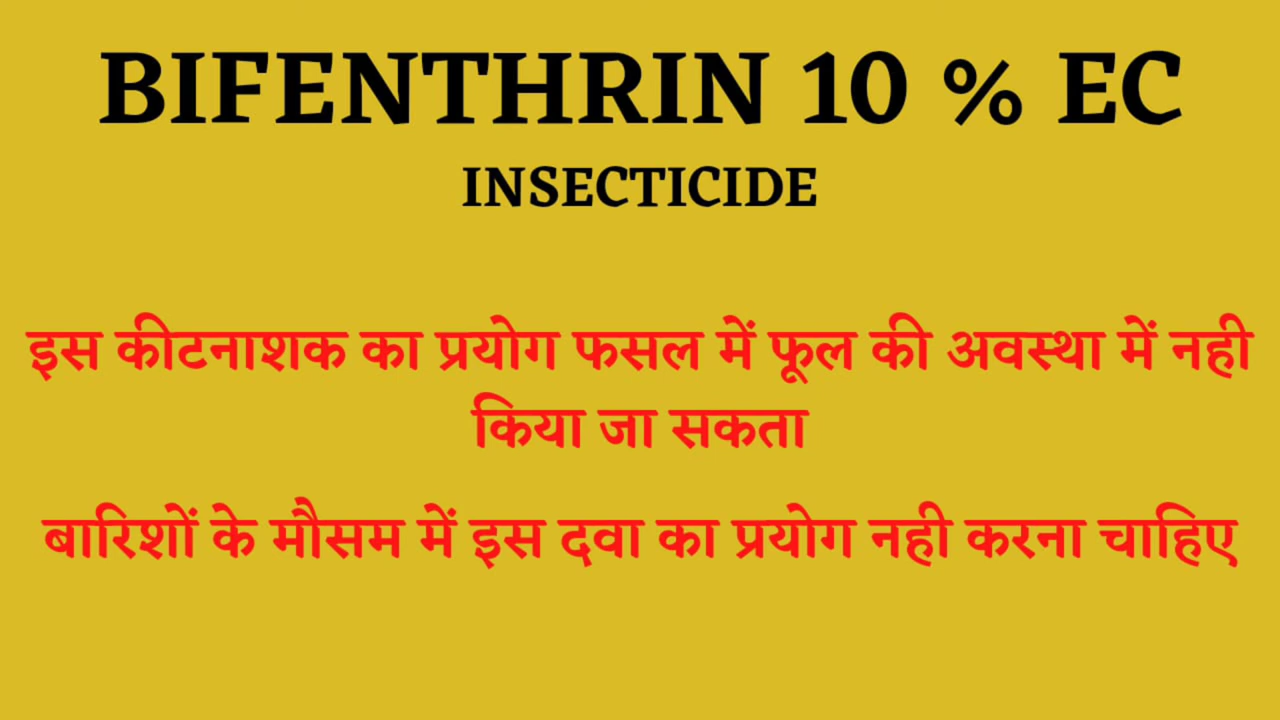 BIFENTHRIN 10 % EC
INSECTICIDE
इस कीटनाशक का प्रयोग फसल में फूल की अवस्था में नही
किया जा सकता
बारिशों के मौसम में इस दवा का प्रयोग नही करना चाहिए